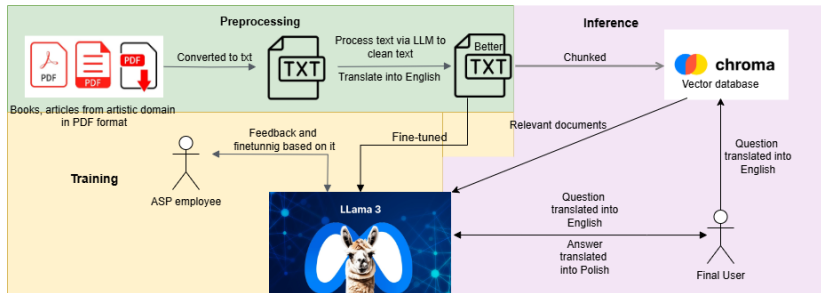 Preprocessing
Inference
PDF
PDF
PDF
Converted to txt
TXT
Process text via LLM to
clean text
Translate into English
Better
TXT
Chunked
chroma
Vector database
Books, articles from artistic domain
in PDF format
Training
Feedback and
finetunnig based on it
ASP employee
Fine-tuned
Relevant documents
Question
translated into
English
LLama 3
Question
translated into
English
Answer
translated
into Polish
Final User